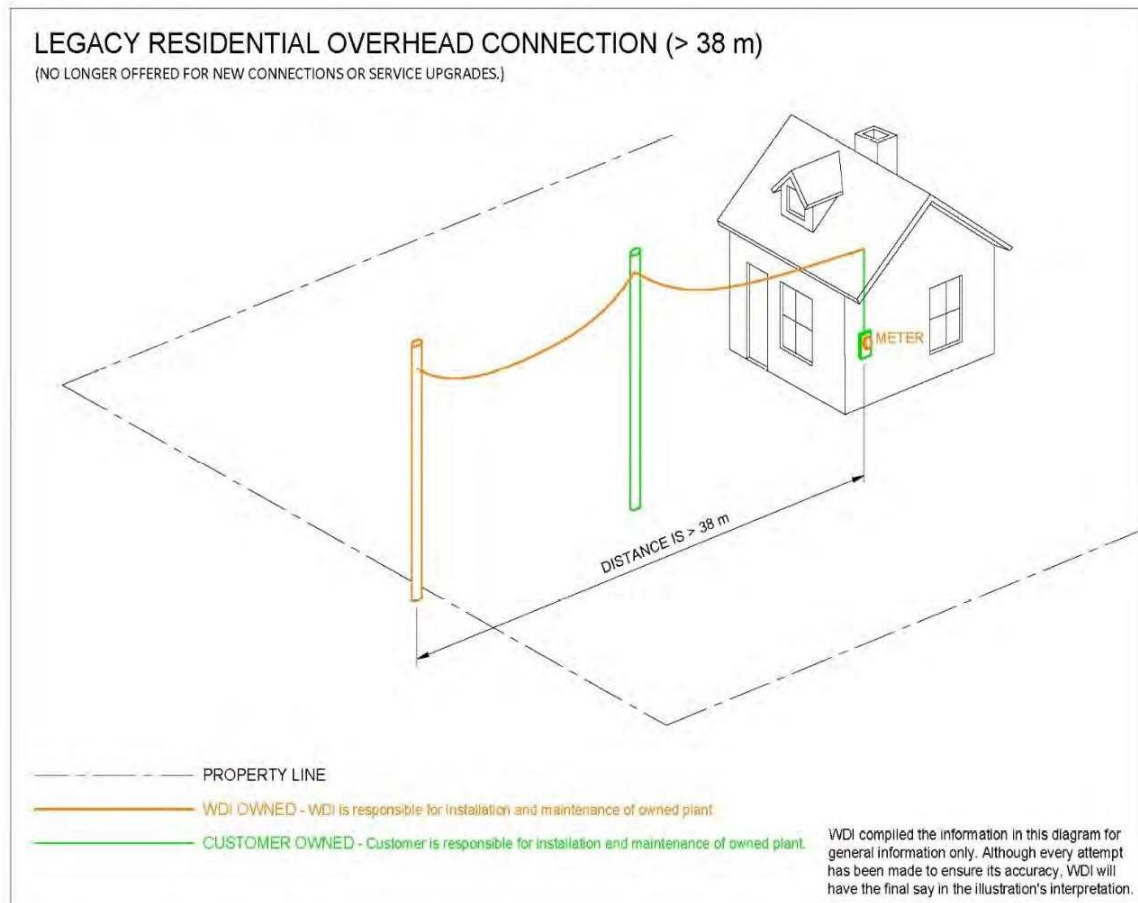 LEGACY RESIDENTIAL OVERHEAD CONNECTION (> 38 m)
(NO LONGER OFFERED FOR NEW CONNECTIONS OR SERVICE UPGRADES.)
METER
DISTANCE IS > 38 m
PROPERTY LINE
WDI OWNED - WDI is responsible for installation and maintenance of owned plant
CUSTOMER OWNED - Customer is responsible for installation and maintenance of owned plant.
WDI compiled the information in this diagram for
general information only. Although every attempt
has been made to ensure its accuracy, WDI will
have the final say in the illustration's interpretation.